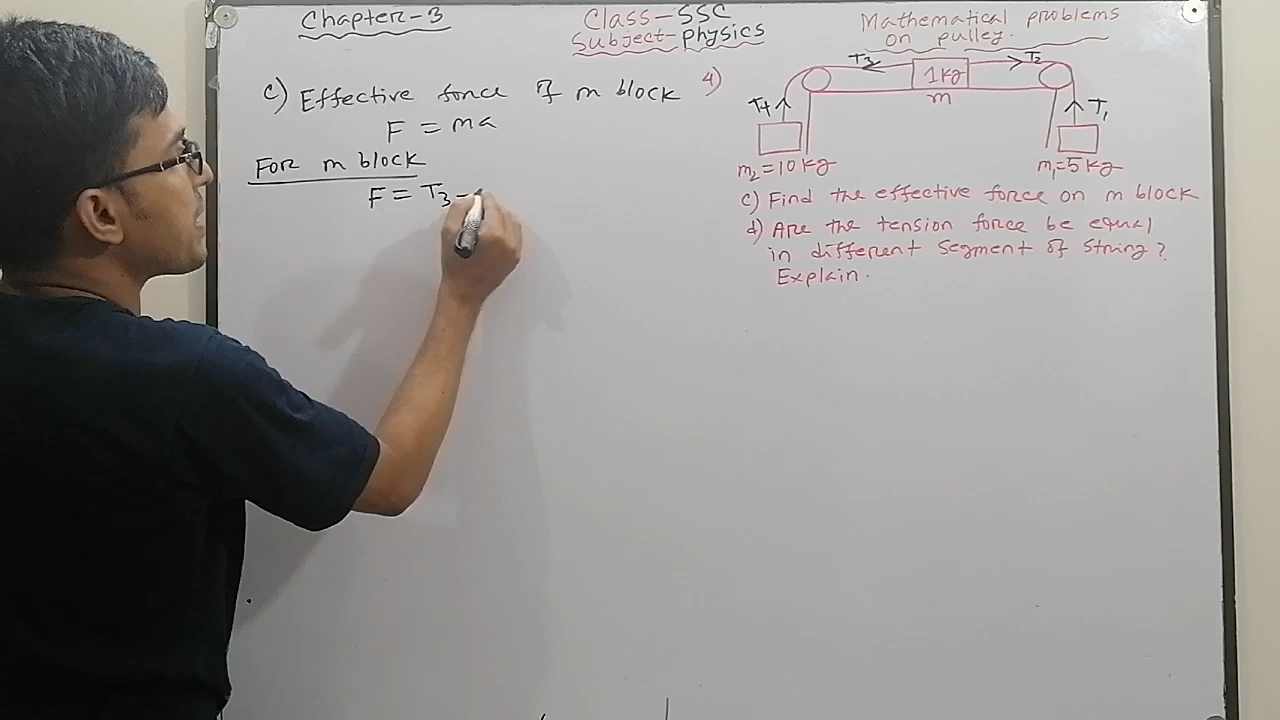 Chapter-3
Class-SSC
Subject-physics
Mathematical problems
on pulley.
c) Effective force of m block
F = ma
For m block
F = T3 -
4)
T3
1kg
T2
m
T4
T1
m2=10kg
m1=5kg
c) Find the effective force on m block
d) Are the tension force be equal
in different segment of string?
Explain.